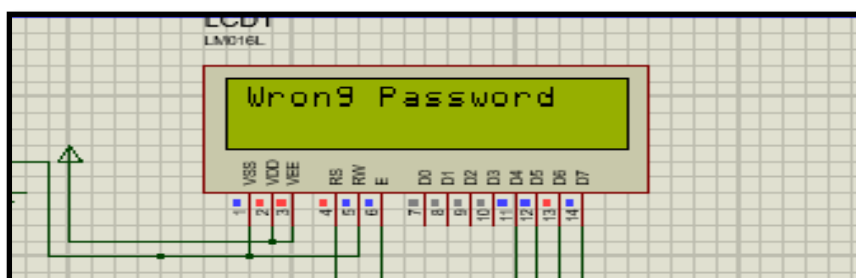 LCD1
LM016L
Wrong Password
VSS VDD VEE RS RW E D0 D1 D2 D3 D4 D5 D6 D7
1 2 3 4 5 6 7 8 9 10 11 12 13 14